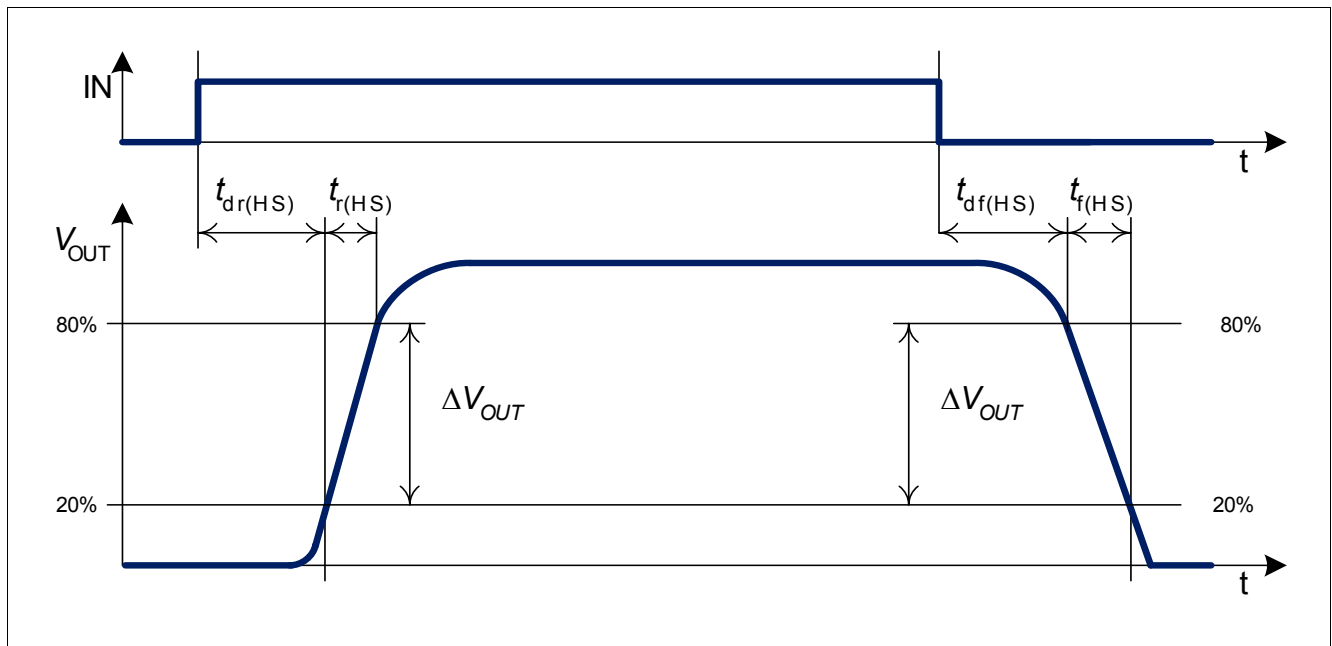 IN
t
tdr(HS) tr(HS) tdf(HS) tf(HS)
VOUT
80% 80%
ΔVOUT ΔVOUT
20% 20%
t